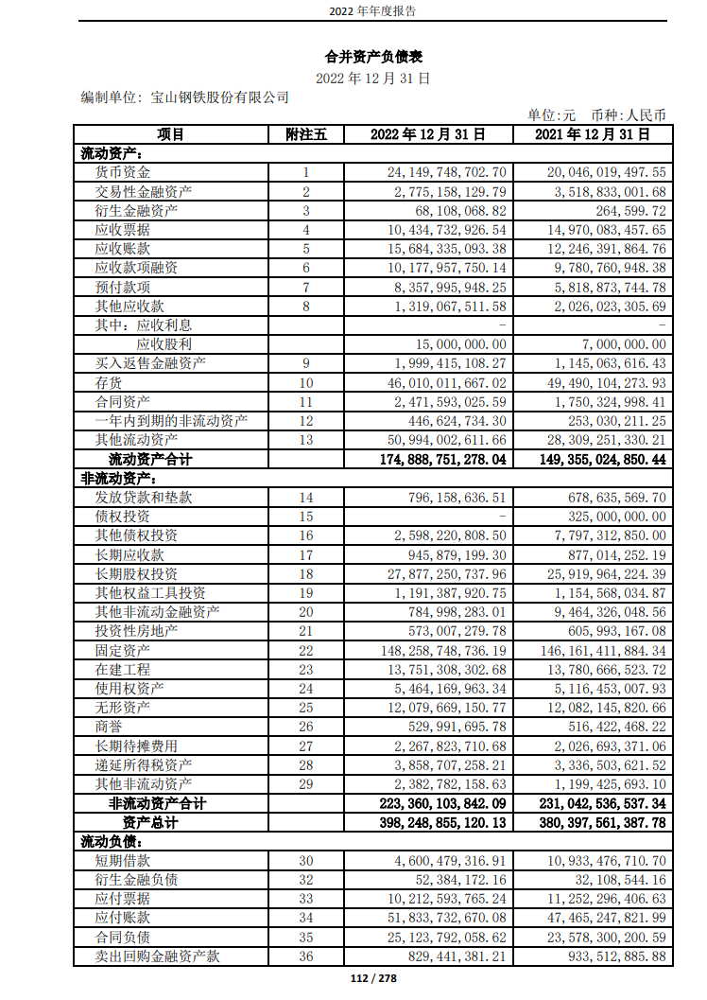 2022 年年度报告
合并资产负债表
2022 年 12 月 31 日
编制单位: 宝山钢铁股份有限公司
单位:元 币种:人民币
项目 附注五 2022 年 12 月 31 日 2021 年 12 月 31 日
流动资产：
货币资金 1 24,149,748,702.70 20,046,019,497.55
交易性金融资产 2 2,775,158,129.79 3,518,833,001.68
衍生金融资产 3 68,108,068.82 264,599.72
应收票据 4 10,434,732,926.54 14,970,083,457.65
应收账款 5 15,684,335,093.38 12,246,391,864.76
应收款项融资 6 10,177,957,750.14 9,780,760,948.38
预付款项 7 8,357,995,948.25 5,818,873,744.78
其他应收款 8 1,319,067,511.58 2,026,023,305.69
其中：应收利息 － －
应收股利 15,000,000.00 7,000,000.00
买入返售金融资产 9 1,999,415,108.27 1,145,063,616.43
存货 10 46,010,011,667.02 49,490,104,273.93
合同资产 11 2,471,593,025.59 1,750,324,998.41
一年内到期的非流动资产 12 446,624,734.30 253,030,211.25
其他流动资产 13 50,994,002,611.66 28,309,251,330.21
流动资产合计 174,888,751,278.04 149,355,024,850.44
非流动资产：
发放贷款和垫款 14 796,158,636.51 678,635,569.70
债权投资 15 － 325,000,000.00
其他债权投资 16 2,598,220,808.50 7,797,312,850.00
长期应收款 17 945,879,199.30 877,014,252.19
长期股权投资 18 27,877,250,737.96 25,919,964,224.39
其他权益工具投资 19 1,191,387,920.75 1,154,568,034.87
其他非流动金融资产 20 784,998,283.01 9,464,326,048.56
投资性房地产 21 573,007,279.78 605,993,167.08
固定资产 22 148,258,748,736.19 146,161,411,884.34
在建工程 23 13,751,308,302.68 13,780,666,523.72
使用权资产 24 5,464,169,963.34 5,116,453,007.93
无形资产 25 12,079,669,150.77 12,082,145,820.66
商誉 26 529,991,695.78 516,422,468.22
长期待摊费用 27 2,267,823,710.68 2,026,693,371.06
递延所得税资产 28 3,858,707,258.21 3,336,503,621.52
其他非流动资产 29 2,382,782,158.63 1,199,425,693.10
非流动资产合计 223,360,103,842.09 231,042,536,537.34
资产总计 398,248,855,120.13 380,397,561,387.78
流动负债：
短期借款 30 4,600,479,316.91 10,933,476,710.70
衍生金融负债 32 52,384,172.16 32,108,544.16
应付票据 33 10,212,593,765.24 11,252,296,406.63
应付账款 34 51,833,732,670.08 47,465,247,821.99
合同负债 35 25,123,792,058.62 23,578,300,200.59
卖出回购金融资产款 36 829,441,381.21 933,512,885.88
112 / 278